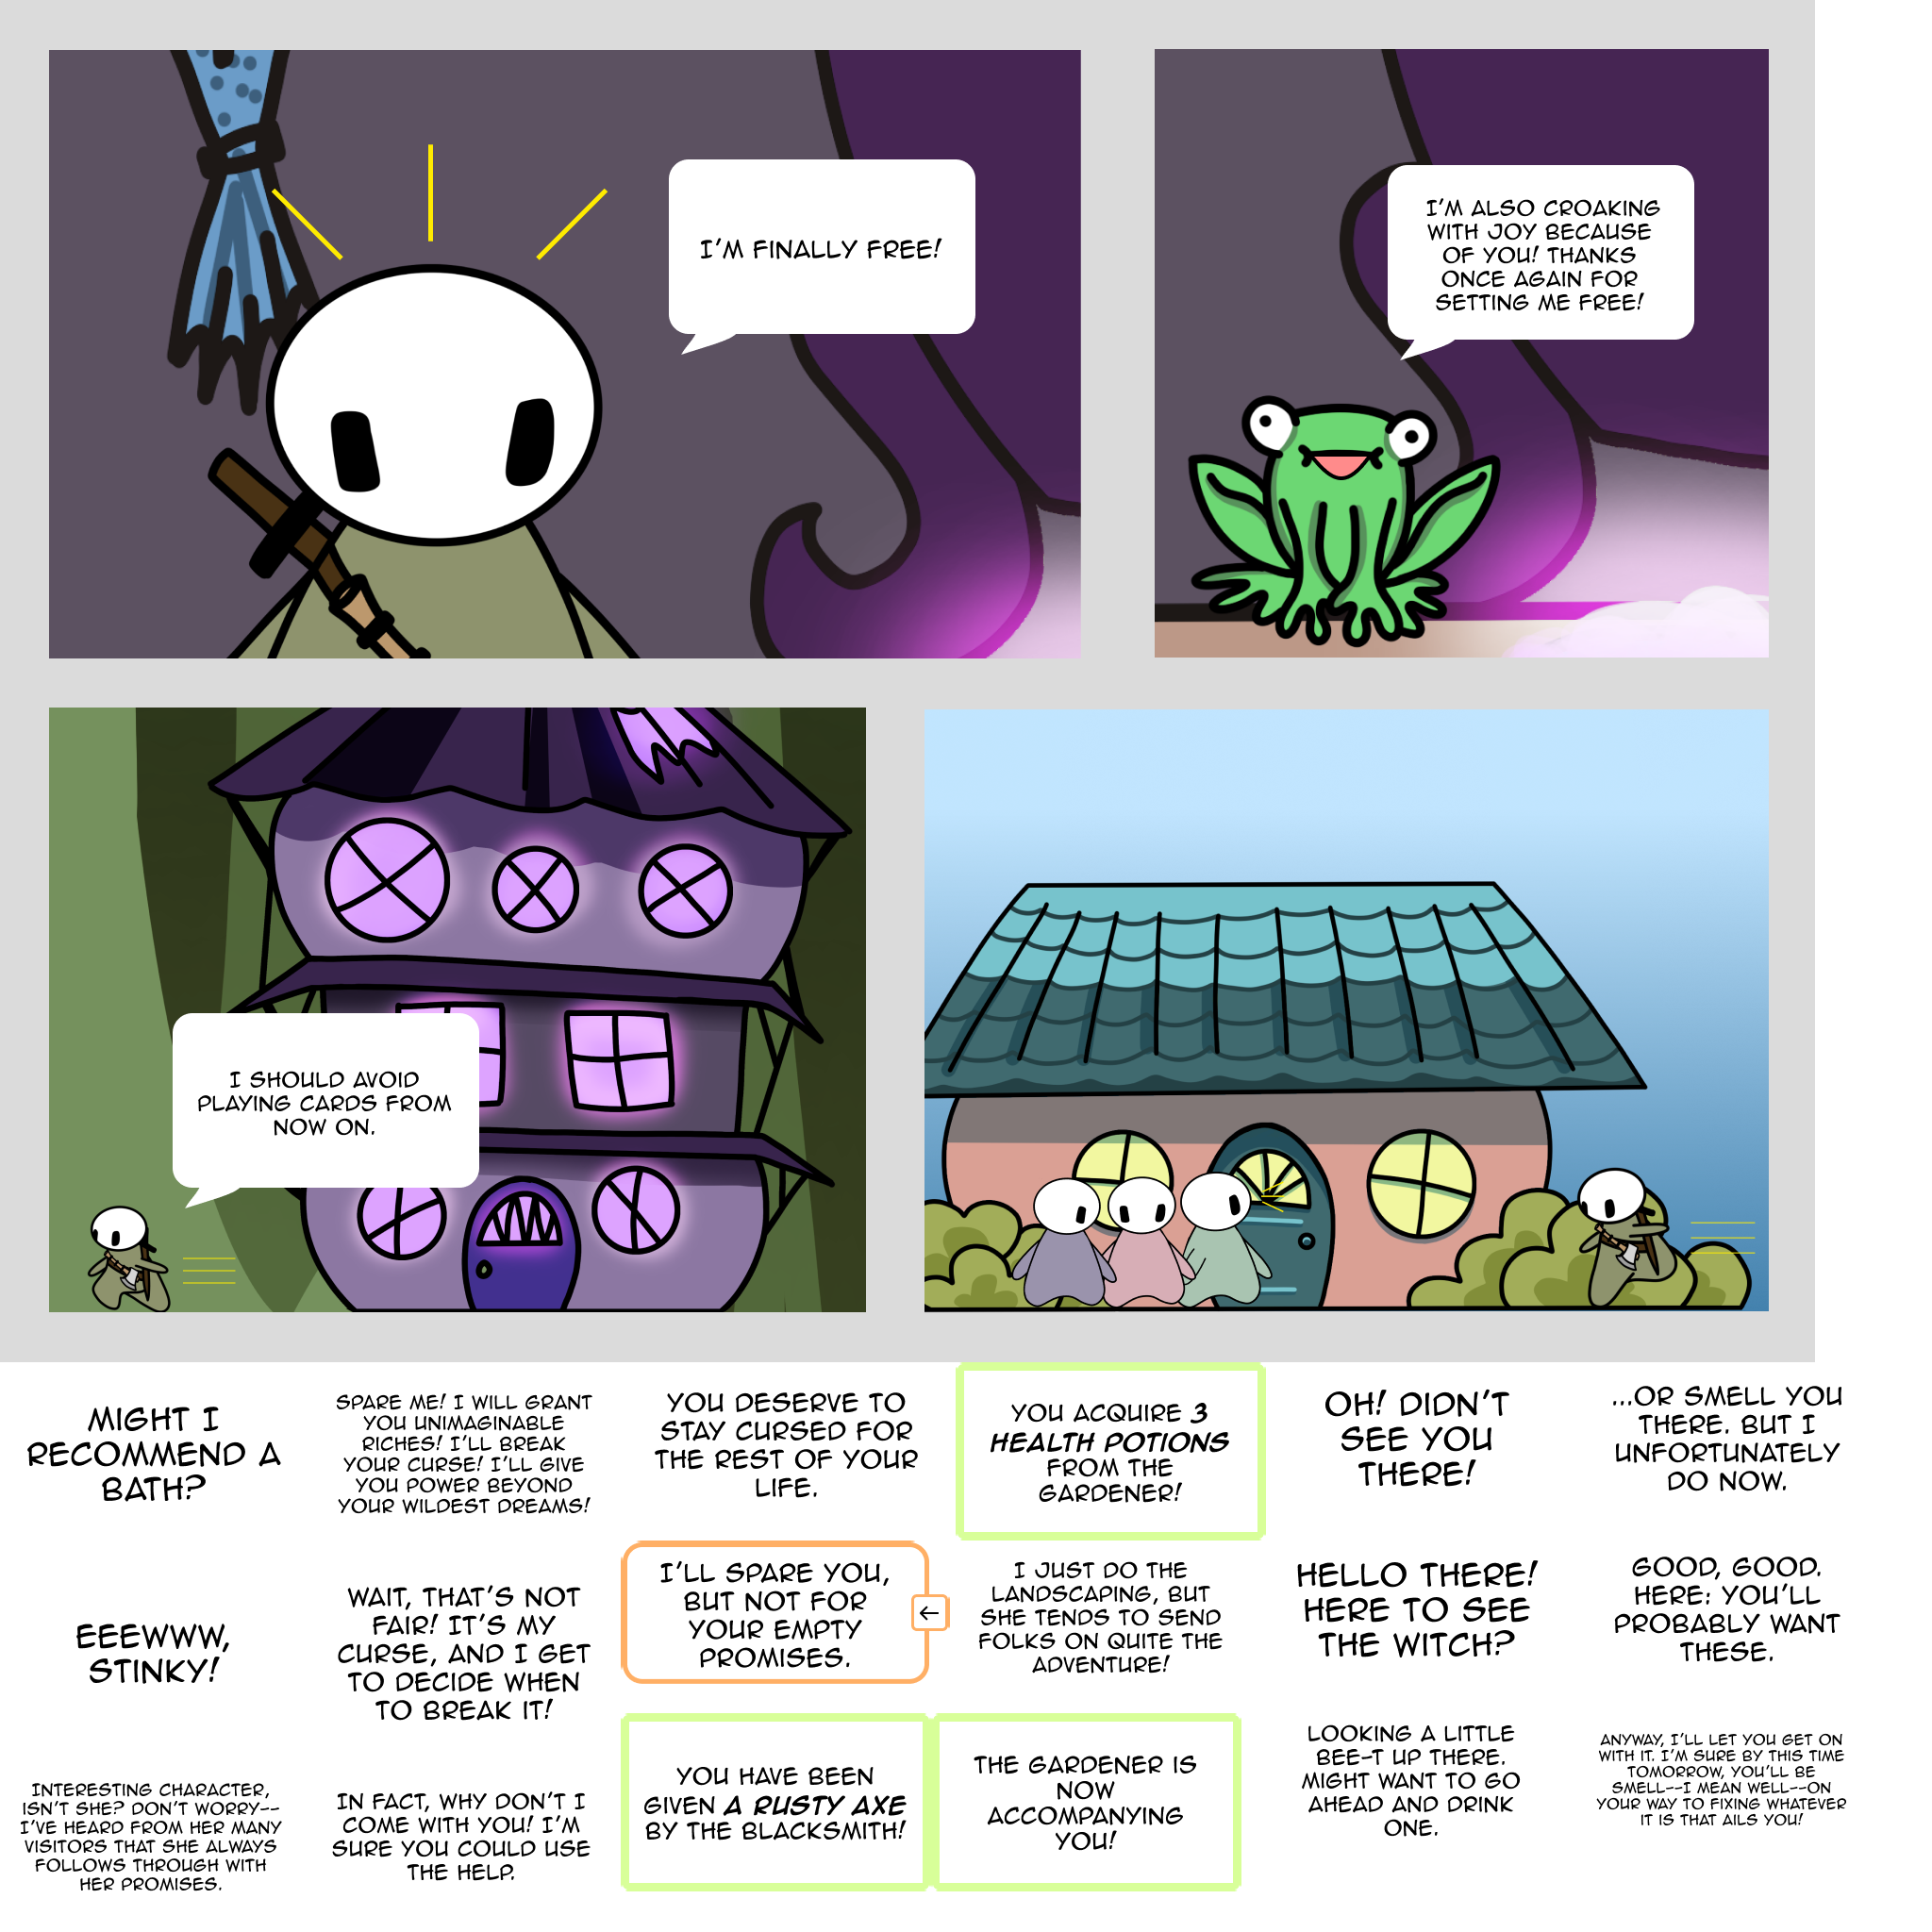 I'M FINALLY FREE!
I'M ALSO CROAKING
WITH JOY BECAUSE
OF YOU! THANKS
ONCE AGAIN FOR
SETTING ME FREE!
I SHOULD AVOID
PLAYING CARDS FROM
NOW ON.
MIGHT I
RECOMMEND A
BATH?
SPARE ME! I WILL GRANT
YOU UNIMAGINABLE
RICHES! I'LL BREAK
YOUR CURSE! I'LL GIVE
YOU POWER BEYOND
YOUR WILDEST DREAMS!
YOU DESERVE TO
STAY CURSED FOR
THE REST OF YOUR
LIFE.
YOU ACQUIRE 3
HEALTH POTIONS
FROM THE
GARDENER!
OH! DIDN'T
SEE YOU
THERE!
...OR SMELL YOU
THERE. BUT I
UNFORTUNATELY
DO NOW.
EEEWWW,
STINKY!
WAIT, THAT'S NOT
FAIR! IT'S MY
CURSE, AND I GET
TO DECIDE WHEN
TO BREAK IT!
I'LL SPARE YOU,
BUT NOT FOR
YOUR EMPTY
PROMISES.
←
I JUST DO THE
LANDSCAPING, BUT
SHE TENDS TO SEND
FOLKS ON QUITE THE
ADVENTURE!
HELLO THERE!
HERE TO SEE
THE WITCH?
GOOD, GOOD.
HERE: YOU'LL
PROBABLY WANT
THESE.
INTERESTING CHARACTER,
ISN'T SHE? DON'T WORRY--
I'VE HEARD FROM HER MANY
VISITORS THAT SHE ALWAYS
FOLLOWS THROUGH WITH
HER PROMISES.
IN FACT, WHY DON'T I
COME WITH YOU! I'M
SURE YOU COULD USE
THE HELP.
YOU HAVE BEEN
GIVEN A RUSTY AXE
BY THE BLACKSMITH!
THE GARDENER IS
NOW
ACCOMPANYING
YOU!
LOOKING A LITTLE
BEE-T UP THERE.
MIGHT WANT TO GO
AHEAD AND DRINK
ONE.
ANYWAY, I'LL LET YOU GET ON
WITH IT. I'M SURE BY THIS TIME
TOMORROW, YOU'LL BE
SMELL--I MEAN WELL--ON
YOUR WAY TO FIXING WHATEVER
IT IS THAT AILS YOU!